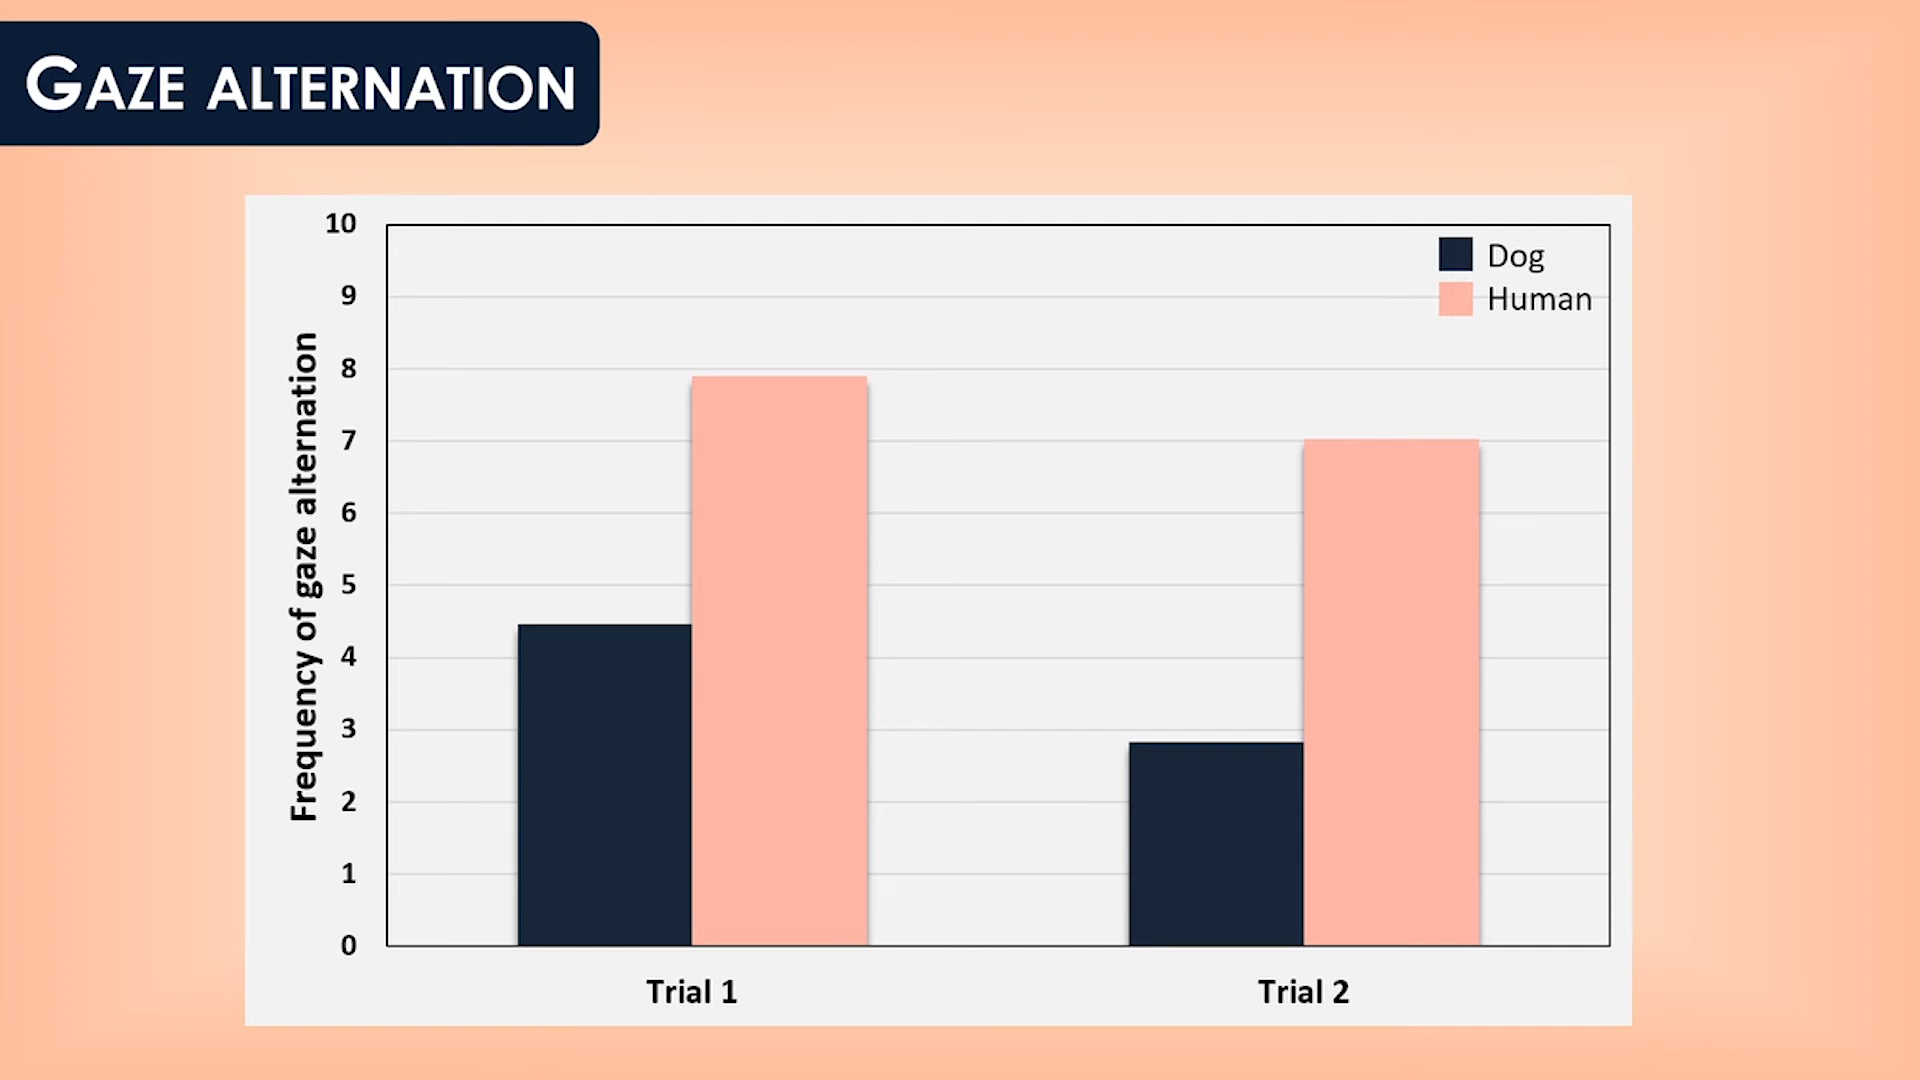 GAZE ALTERNATION
Frequency of gaze alternation
10
9
8
7
6
5
4
3
2
1
0
Dog
Human
Trial 1
Trial 2